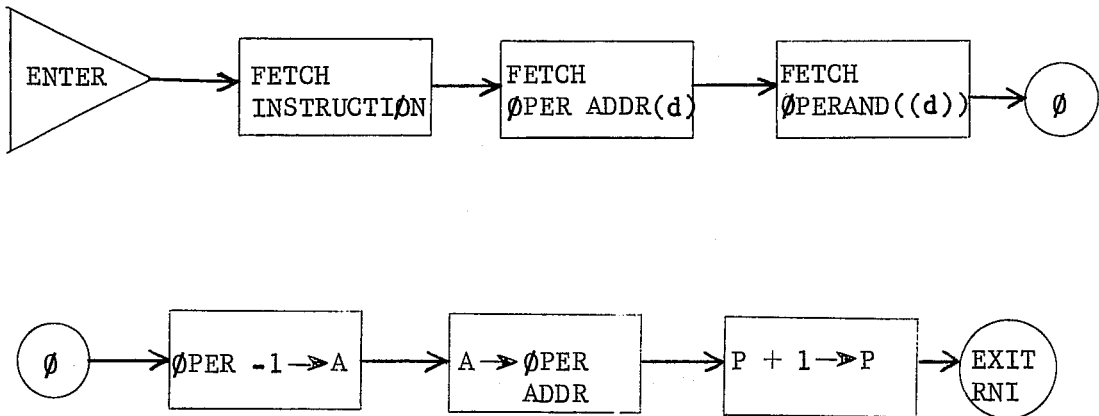 ENTER
FETCH
INSTRUCTIØN
FETCH
ØPER ADDR(d)
FETCH
ØPERAND((d))
Ø
Ø
ØPER -1→A
A→ØPER
ADDR
P + 1→P
EXIT
RNI